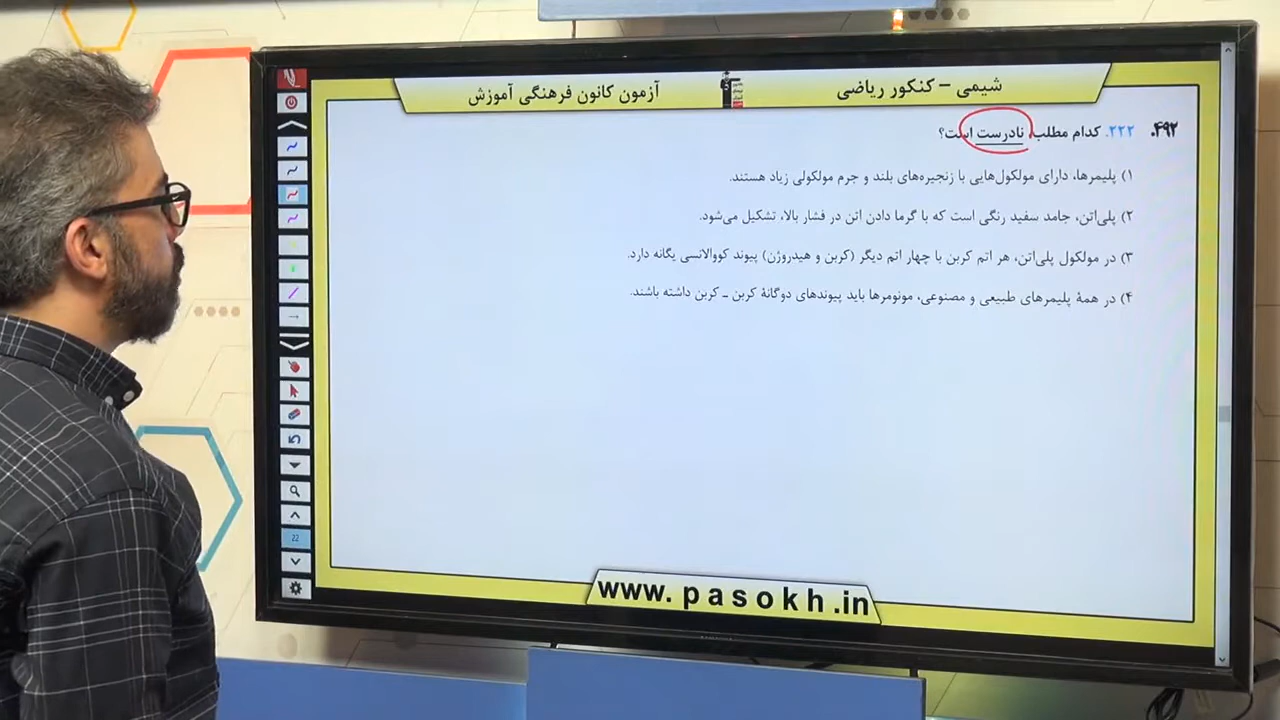 شیمی - کنکور ریاضی
آزمون کانون فرهنگی آموزش
۴۹۲. ۲۲۲. کدام مطلب، نادرست است؟
۱) پلیمرها، دارای مولکول‌هایی با زنجیره‌های بلند و جرم مولکولی زیاد هستند.
۲) پلی‌اتن، جامد سفید رنگی است که با گرما دادن اتن در فشار بالا، تشکیل می‌شود.
۳) در مولکول پلی‌اتن، هر اتم کربن با چهار اتم دیگر (کربن و هیدروژن) پیوند کووالانسی یگانه دارد.
۴) در همهٔ پلیمرهای طبیعی و مصنوعی، مونومرها باید پیوندهای دوگانهٔ کربن ـ کربن داشته باشند.
22
www.pasokh.in